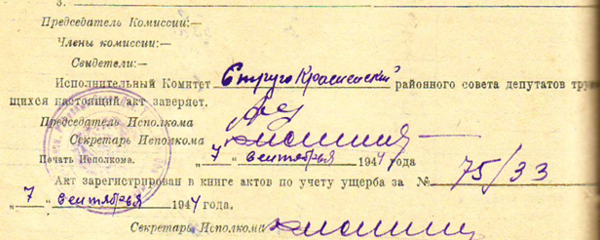 3.
Председатель Комиссии:—
Члены комиссии:—
Свидетели:—
Исполнительный Комитет Струго Красненский районного совета депутатов тру
щихся настоящий акт заверяет.
Председатель Исполкома
Секретарь Исполкома
Печать Исполкома. "7" сентября 1944 года
Акт зарегистрирован в книге актов по учету ущерба за № 75/33
"7" сентября 1944 года.
Секретарь Исполкома